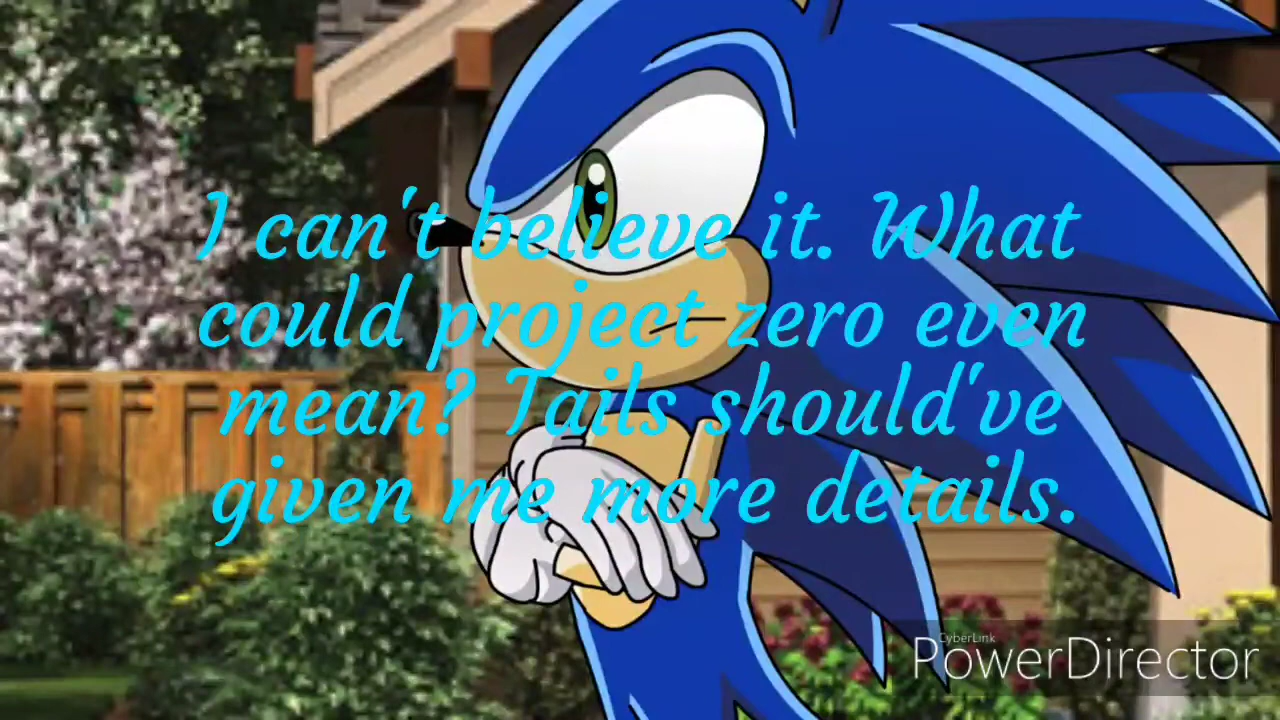 I can't believe it. What
could project zero even
mean? Tails should've
given me more details.
CyberLink
PowerDirector